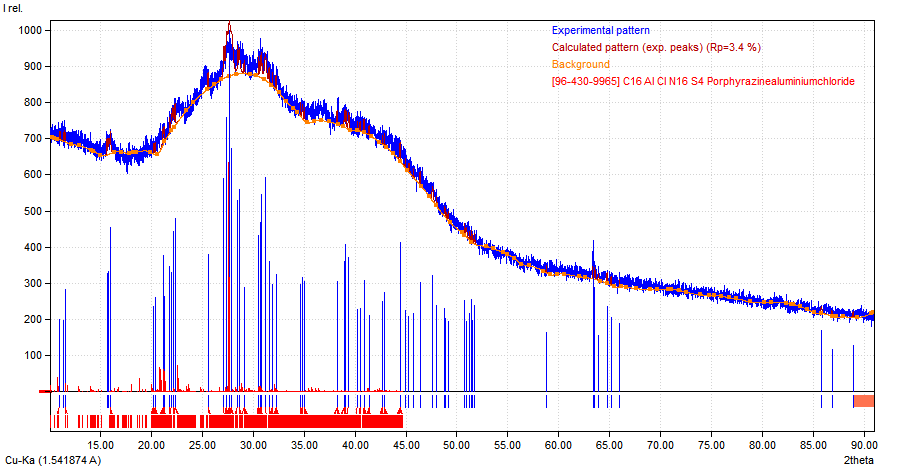 I rel.
Experimental pattern
Calculated pattern (exp. peaks) (Rp=3.4 %)
Background
[96-430-9965] C16 Al Cl N16 S4 Porphyrazinealuminiumchloride
1000
900
800
700
600
500
400
300
200
100
15.00 20.00 25.00 30.00 35.00 40.00 45.00 50.00 55.00 60.00 65.00 70.00 75.00 80.00 85.00 90.00
Cu-Ka (1.541874 A) 2theta